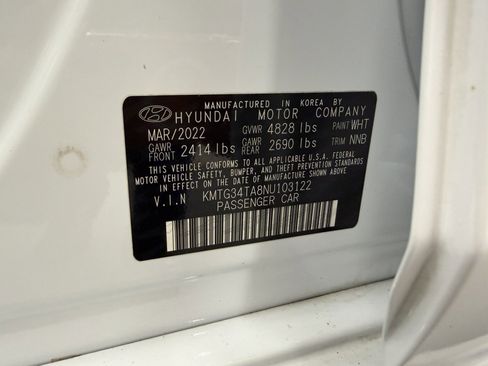 MANUFACTURED IN KOREA BY
HYUNDAI MOTOR COMPANY
MAR/2022 GVWR 4828 lbs PAINT WHT
GAWR FRONT 2414 lbs GAWR REAR 2690 lbs TRIM NNB
THIS VEHICLE CONFORMS TO ALL APPLICABLE U.S.A. FEDERAL
MOTOR VEHICLE SAFETY, BUMPER, AND THEFT PREVENTION
STANDARDS IN EFFECT ON THE DATE OF MANUFACTURE SHOWN ABOVE.
V.I.N KMTG34TA8NU103122
PASSENGER CAR